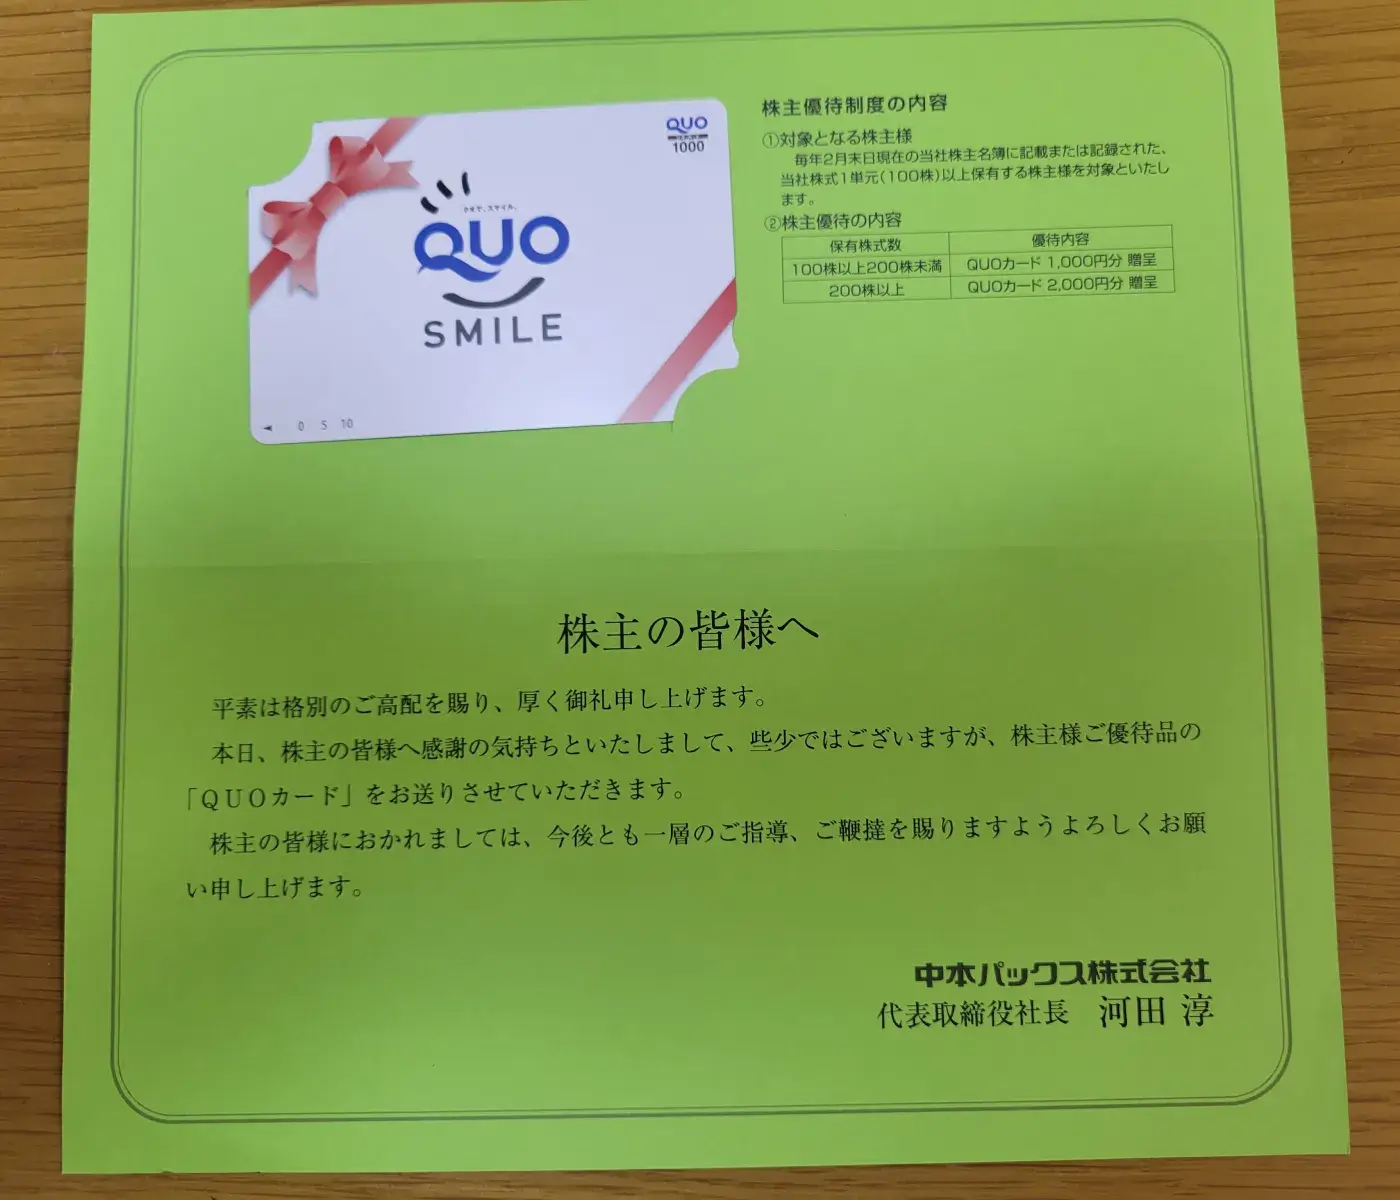 QUO
1000
QUO
SMILE
0 5 10
株主優待制度の内容
①対象となる株主様
毎年2月末日現在の当社株主名簿に記載または記録された、
当社株式1単元(100株)以上保有する株主様を対象といたし
ます。
②株主優待の内容
保有株式数 優待内容
100株以上200株未満 QUOカード 1,000円分 贈呈
200株以上 QUOカード 2,000円分 贈呈
株主の皆様へ
平素は格別のご高配を賜り、厚く御礼申し上げます。
本日、株主の皆様へ感謝の気持ちといたしまして、些少ではございますが、株主様ご優待品の
「QUOカード」をお送りさせていただきます。
株主の皆様におかれましては、今後とも一層のご指導、ご鞭撻を賜りますようよろしくお願
い申し上げます。
中本パックス株式会社
代表取締役社長 河田 淳